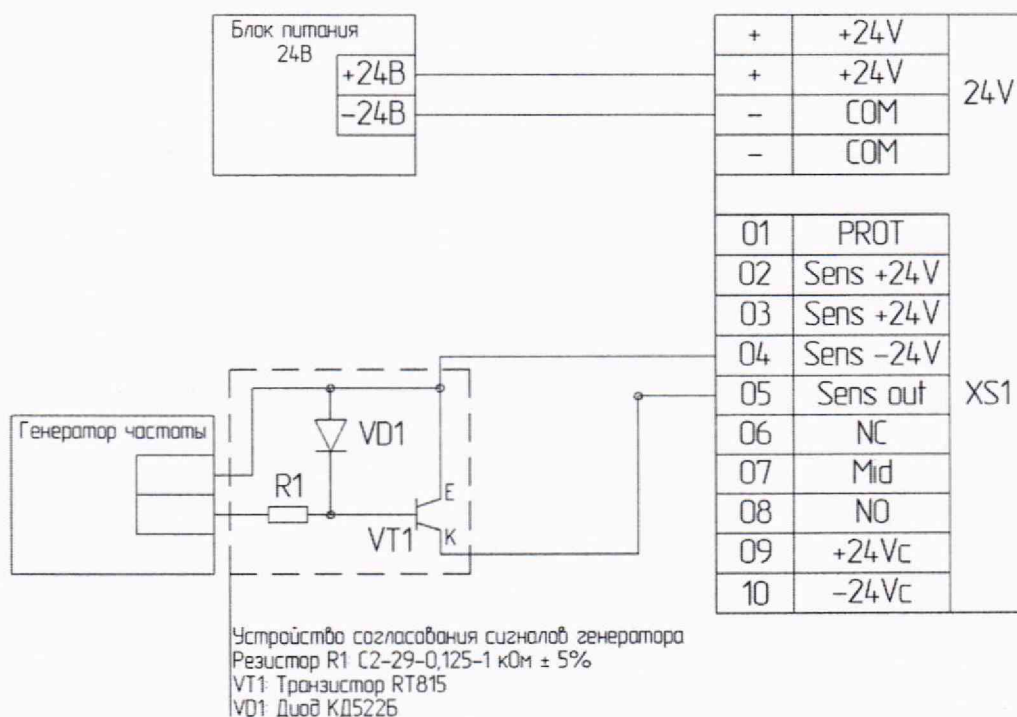 Блок питания
24В
+24В
-24В
+ +24V
+ +24V
- COM
- COM
24V
01 PROT
02 Sens +24V
03 Sens +24V
04 Sens -24V
05 Sens out
06 NC
07 Mid
08 NO
09 +24Vc
10 -24Vc
XS1
Генератор частоты
R1
VD1
VT1
E
K
Устройство согласования сигналов генератора
Резистор R1: С2-29-0,125-1 кОм ± 5%
VT1: Транзистор RT815
VD1: Диод КД522Б